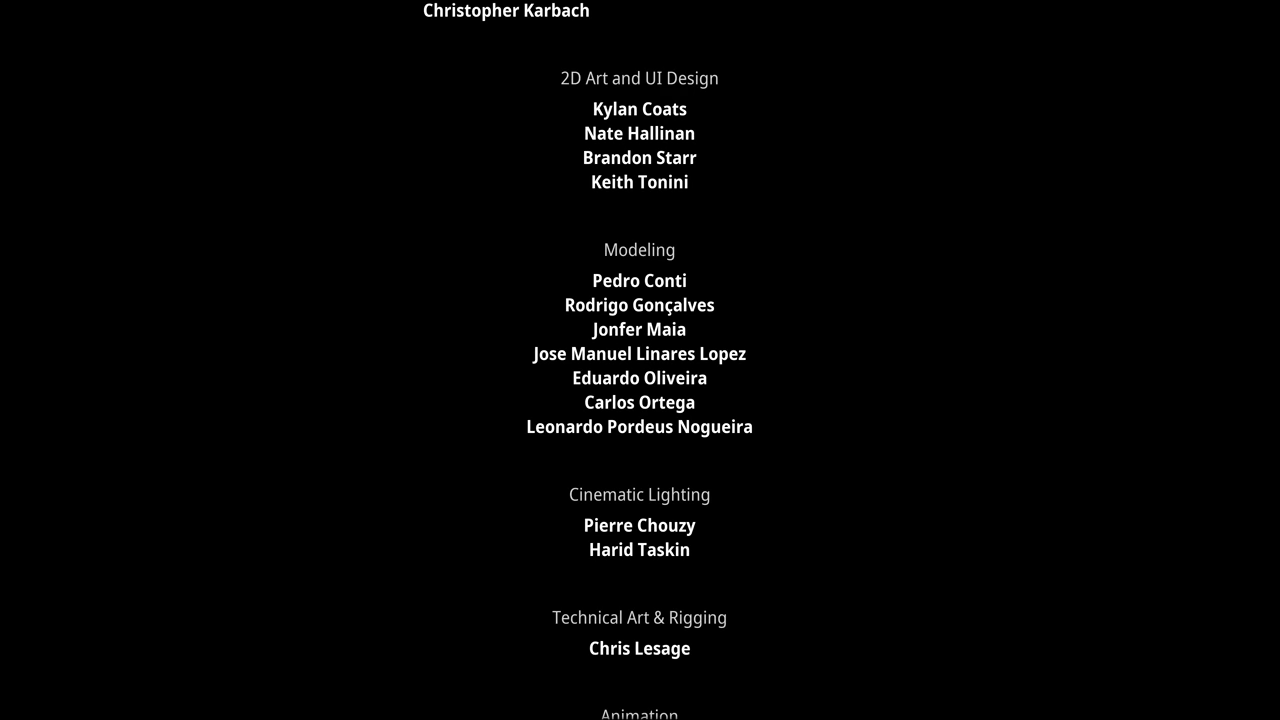 Christopher Karbach
2D Art and UI Design
Kylan Coats
Nate Hallinan
Brandon Starr
Keith Tonini
Modeling
Pedro Conti
Rodrigo Gonçalves
Jonfer Maia
Jose Manuel Linares Lopez
Eduardo Oliveira
Carlos Ortega
Leonardo Pordeus Nogueira
Cinematic Lighting
Pierre Chouzy
Harid Taskin
Technical Art & Rigging
Chris Lesage
Animation